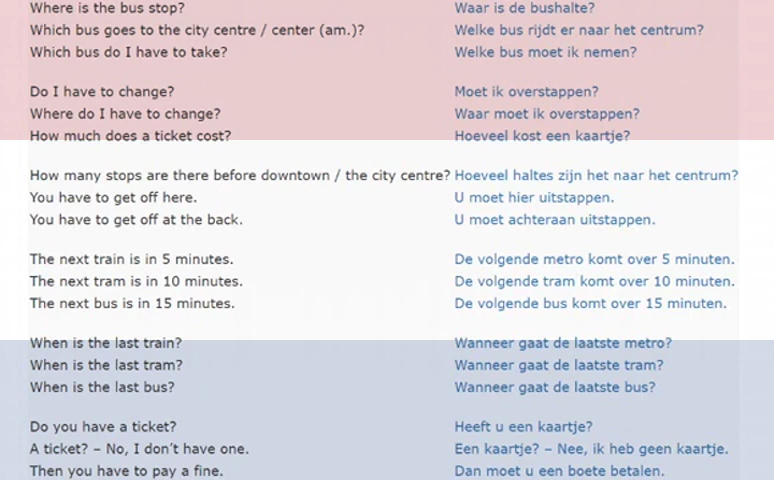 Where is the bus stop? Waar is de bushalte?
Which bus goes to the city centre / center (am.)? Welke bus rijdt er naar het centrum?
Which bus do I have to take? Welke bus moet ik nemen?
Do I have to change? Moet ik overstappen?
Where do I have to change? Waar moet ik overstappen?
How much does a ticket cost? Hoeveel kost een kaartje?
How many stops are there before downtown / the city centre? Hoeveel haltes zijn het naar het centrum?
You have to get off here. U moet hier uitstappen.
You have to get off at the back. U moet achteraan uitstappen.
The next train is in 5 minutes. De volgende metro komt over 5 minuten.
The next tram is in 10 minutes. De volgende tram komt over 10 minuten.
The next bus is in 15 minutes. De volgende bus komt over 15 minuten.
When is the last train? Wanneer gaat de laatste metro?
When is the last tram? Wanneer gaat de laatste tram?
When is the last bus? Wanneer gaat de laatste bus?
Do you have a ticket? Heeft u een kaartje?
A ticket? – No, I don’t have one. Een kaartje? – Nee, ik heb geen kaartje.
Then you have to pay a fine. Dan moet u een boete betalen.